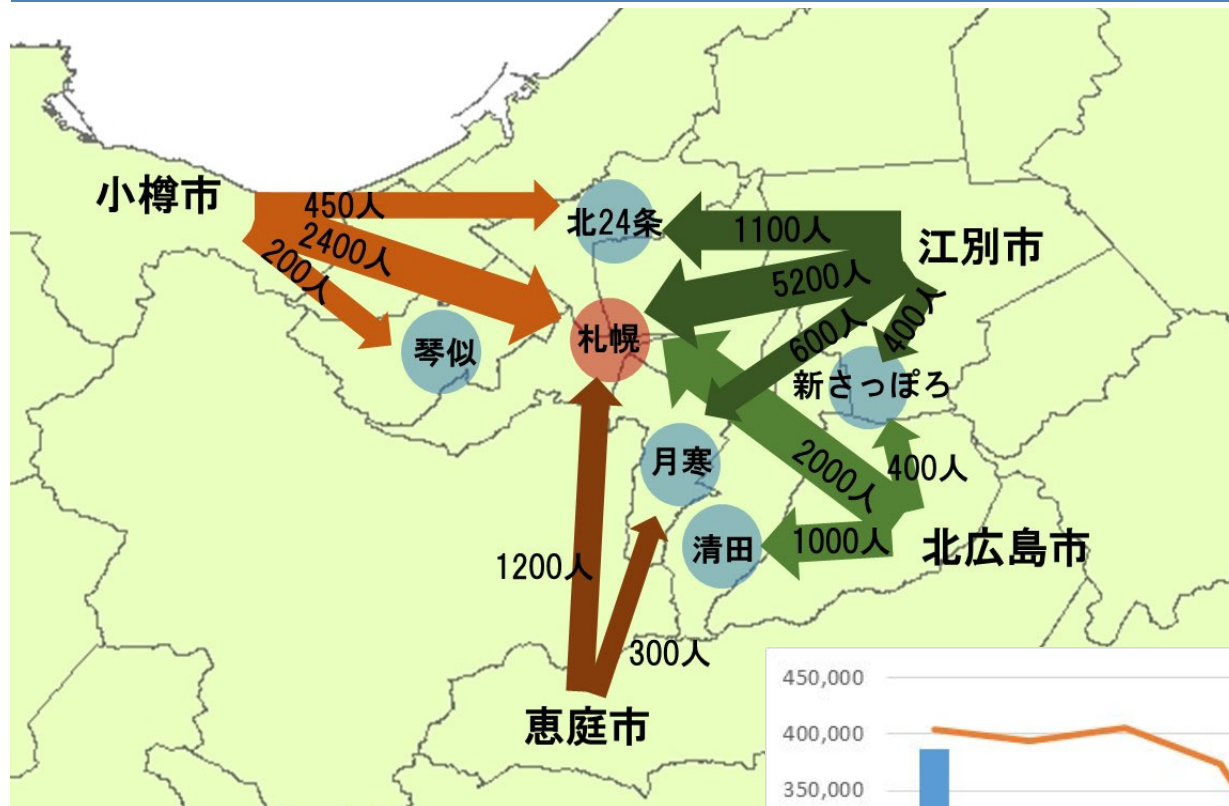 小樽市
450人
2400人
200人
北24条
1100人
江別市
5200人
600人
400人
琴似
札幌
新さっぽろ
月寒
2000人
400人
清田
1000人
北広島市
1200人
300人
恵庭市
450,000
400,000
350,000